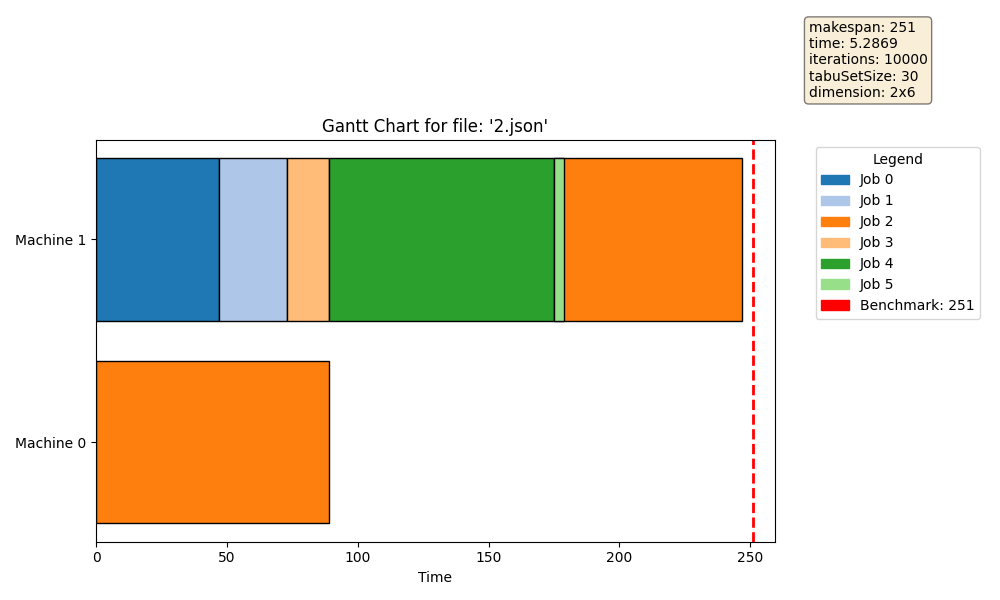 makespan: 251
time: 5.2869
iterations: 10000
tabuSetSize: 30
dimension: 2x6
Gantt Chart for file: '2.json'
Legend
Job 0
Job 1
Job 2
Job 3
Job 4
Job 5
Benchmark: 251
Machine 1
Machine 0
0 50 100 150 200 250
Time